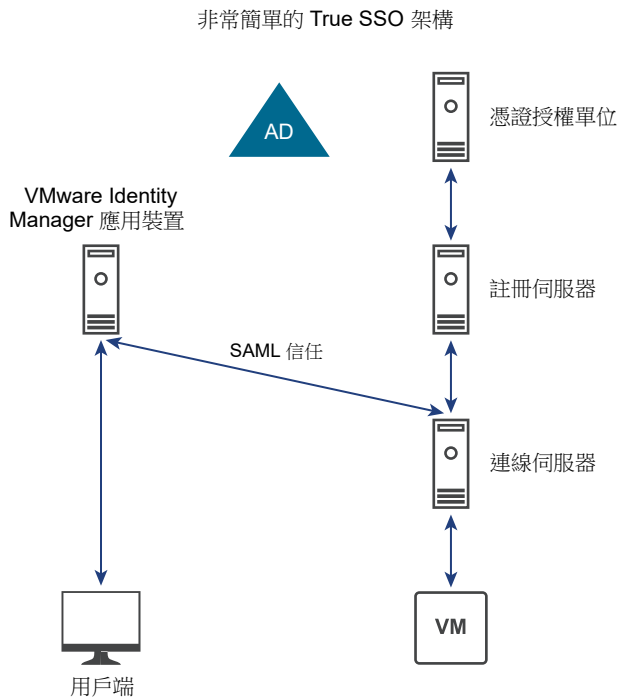 非常簡單的 True SSO 架構
AD
憑證授權單位
VMware Identity
Manager 應用裝置
註冊伺服器
SAML 信任
連線伺服器
VM
用戶端